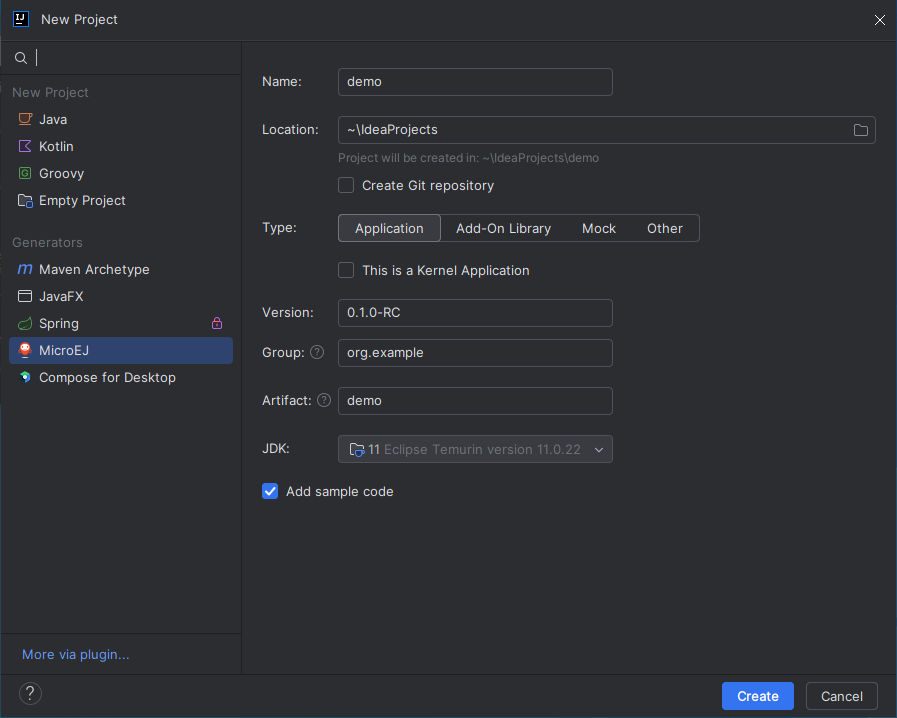 New Project
New Project
Java
Kotlin
Groovy
Empty Project
Generators
Maven Archetype
JavaFX
Spring
MicroEJ
Compose for Desktop
More via plugin...
Name: demo
Location: ~\IdeaProjects
Project will be created in: ~\IdeaProjects\demo
Create Git repository
Type: Application Add-On Library Mock Other
This is a Kernel Application
Version: 0.1.0-RC
Group: ? org.example
Artifact: ? demo
JDK: 11 Eclipse Temurin version 11.0.22
Add sample code
? Create Cancel